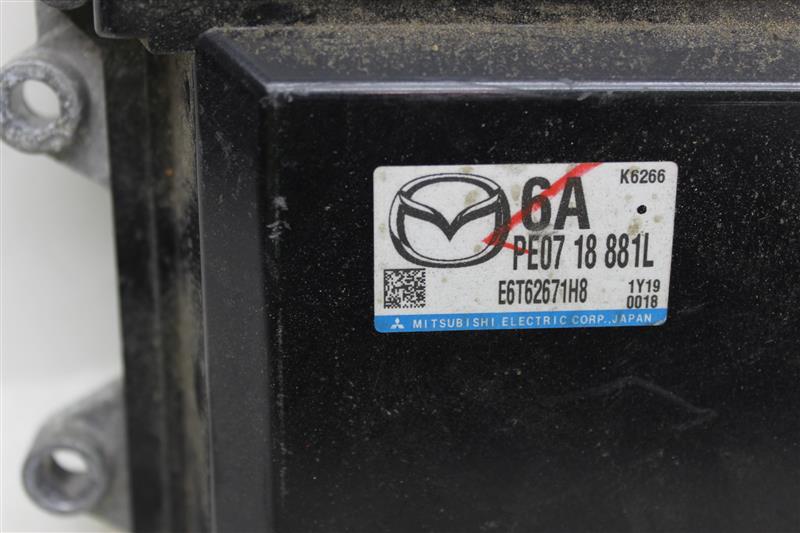 6A
K6266
PE07 18 881L
E6T62671H8
1Y19
0018
MITSUBISHI ELECTRIC CORP., JAPAN